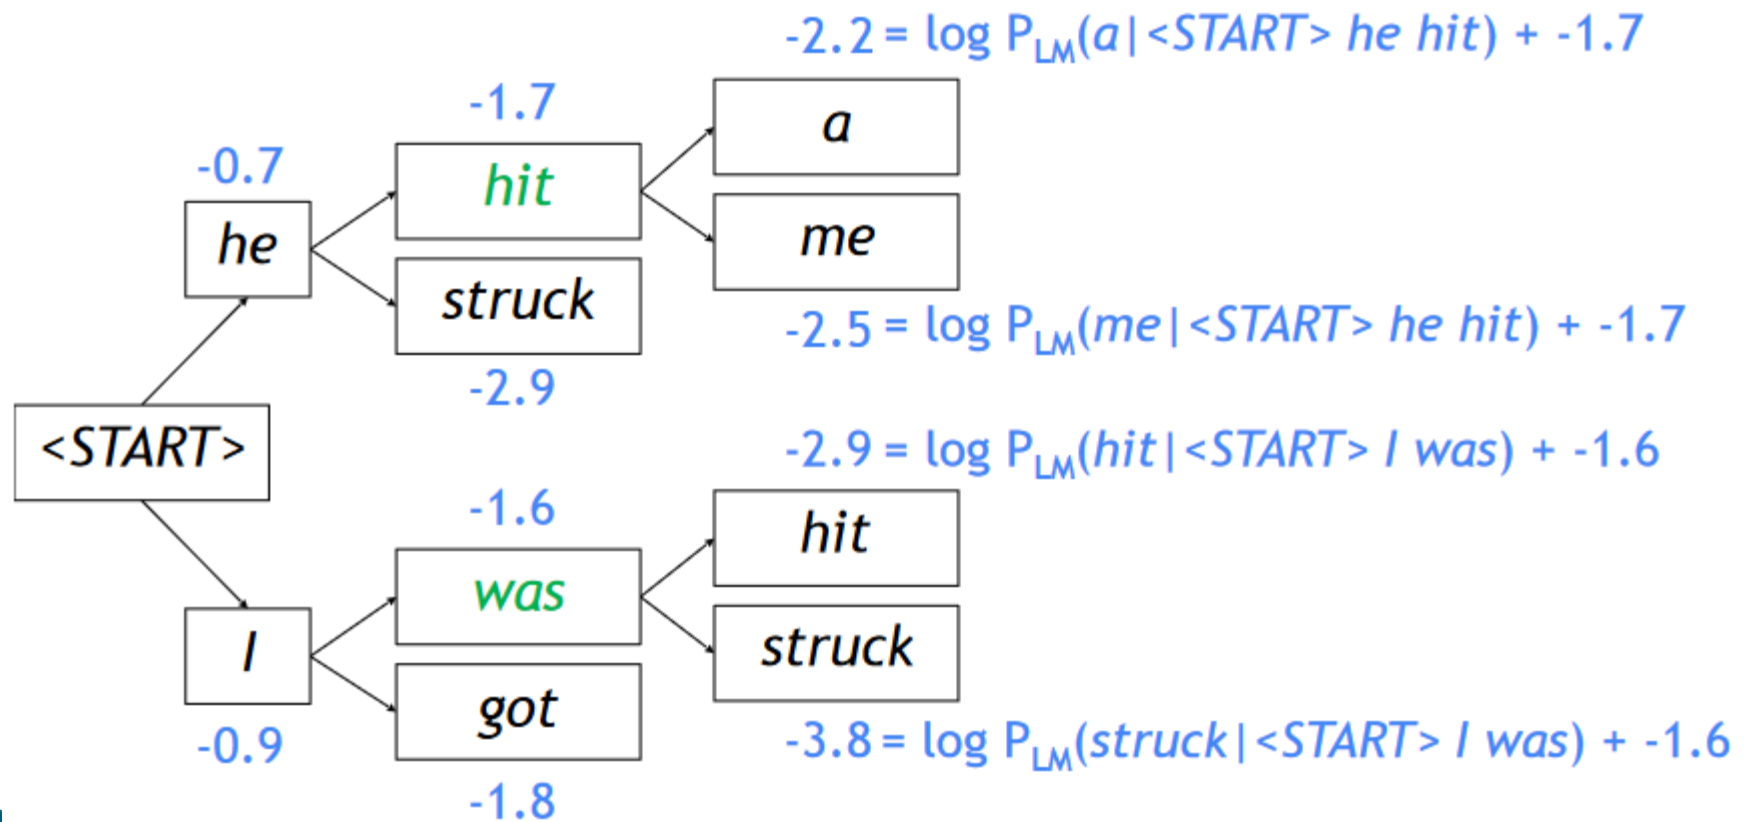 -2.2 = log P_LM(a|<START> he hit) + -1.7
-1.7
a
-0.7
hit
he
me
struck
-2.5 = log P_LM(me|<START> he hit) + -1.7
-2.9
<START>
-2.9 = log P_LM(hit|<START> I was) + -1.6
-1.6
hit
was
I
struck
got
-0.9
-3.8 = log P_LM(struck|<START> I was) + -1.6
-1.8